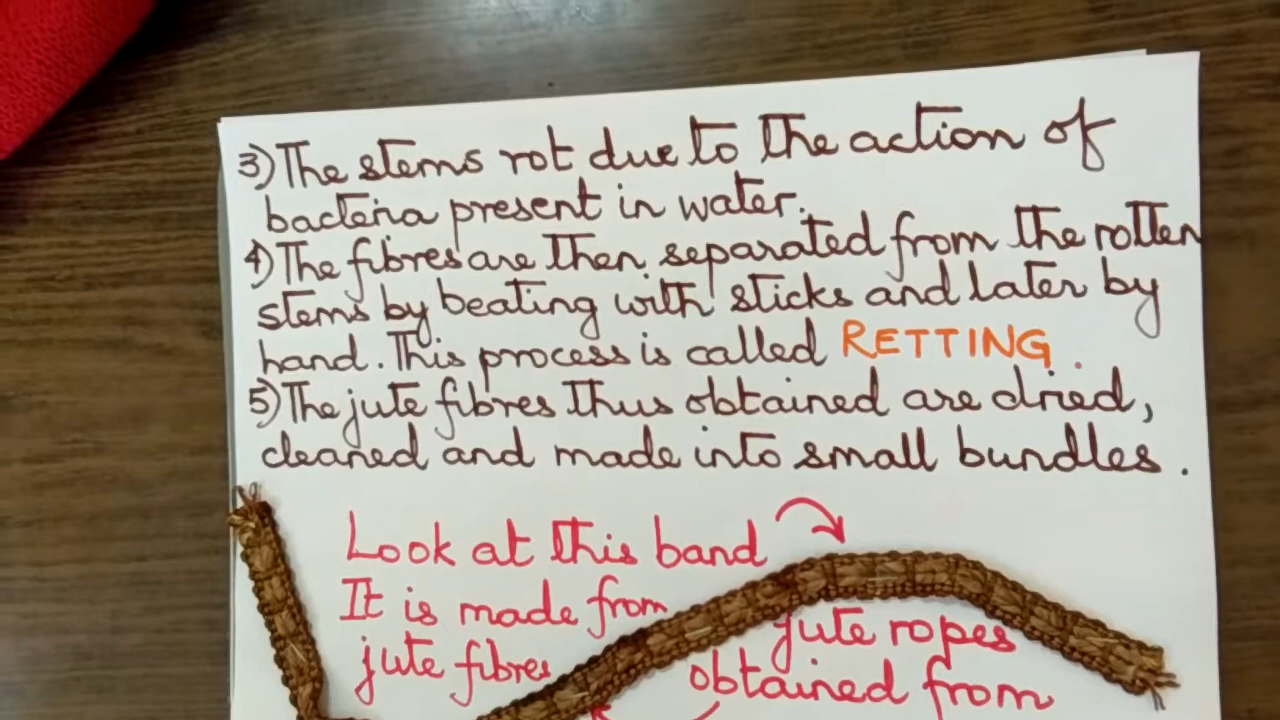 3) The stems rot due to the action of
bacteria present in water.
4) The fibres are then separated from the rotten
stems by beating with sticks and later by
hand. This process is called RETTING.
5) The jute fibres thus obtained are dried,
cleaned and made into small bundles.
Look at this band
It is made from
jute fibres
jute ropes
obtained from